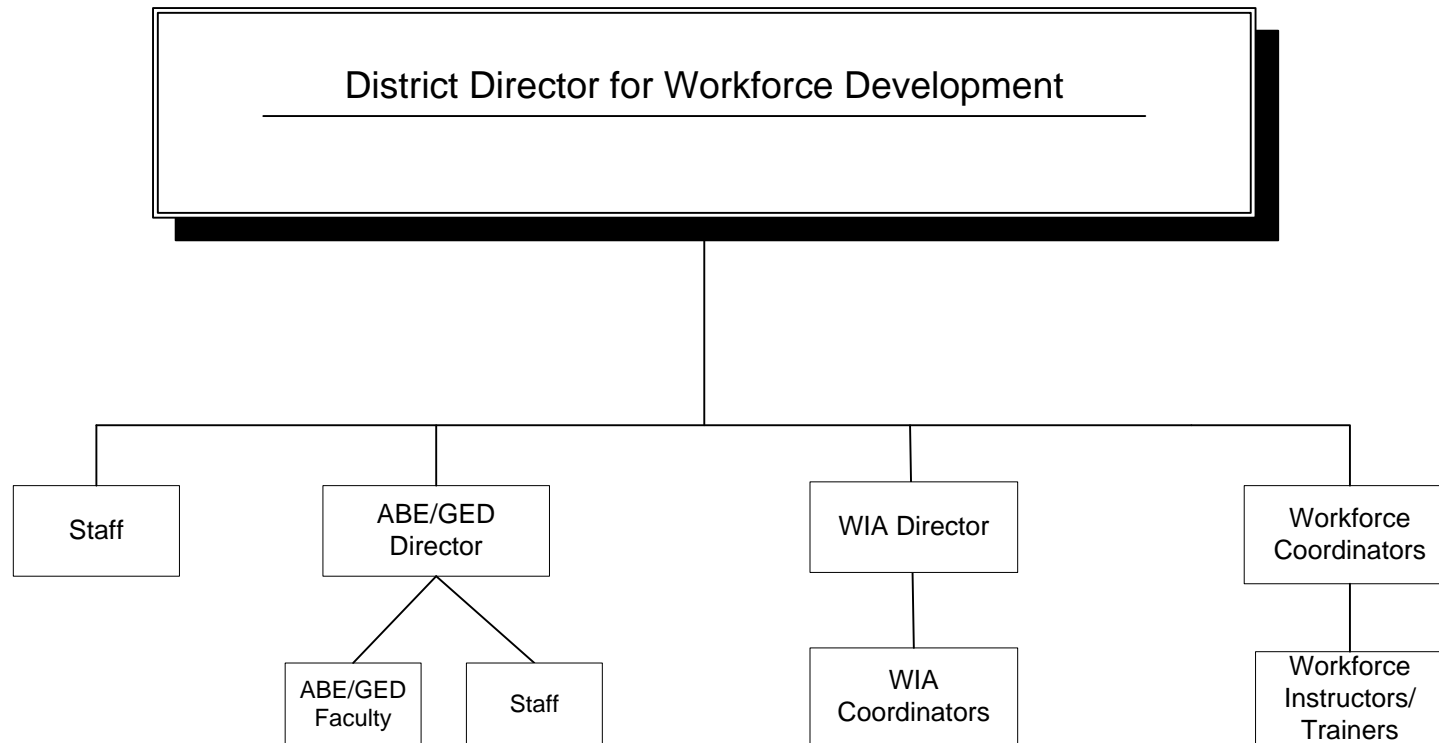 District Director for Workforce Development
Staff
ABE/GED
Director
WIA Director
Workforce
Coordinators
ABE/GED
Faculty
Staff
WIA
Coordinators
Workforce
Instructors/
Trainers